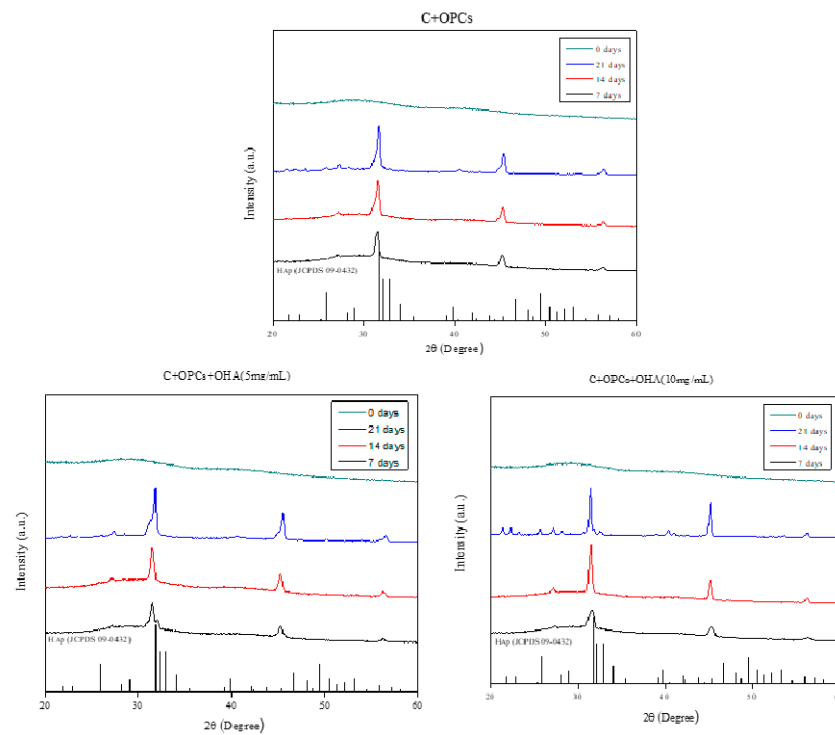 C+OPCs
0 days
21 days
14 days
7 days
Intensity (a.u.)
HAp (JCPDS 09-0432)
20 30 40 50 60
2θ (Degree)
C+OPCs+OHA(5mg/mL)
0 days
21 days
14 days
7 days
Intensity (a.u.)
HAp (JCPDS 09-0432)
20 30 40 50 60
2θ (Degree)
C+OPCs+OHA(10mg/mL)
0 days
21 days
14 days
7 days
Intensity (a.u.)
HAp (JCPDS 09-0432)
20 30 40
2θ (Degree)